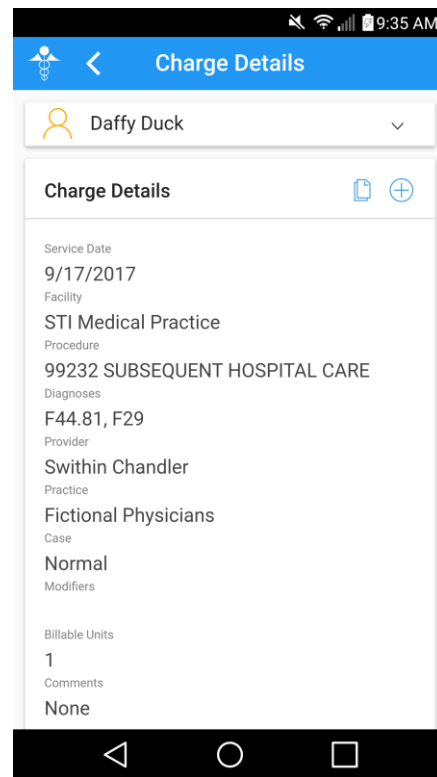 9:35 AM
Charge Details
Daffy Duck
Charge Details
Service Date
9/17/2017
Facility
STI Medical Practice
Procedure
99232 SUBSEQUENT HOSPITAL CARE
Diagnoses
F44.81, F29
Provider
Swithin Chandler
Practice
Fictional Physicians
Case
Normal
Modifiers
Billable Units
1
Comments
None